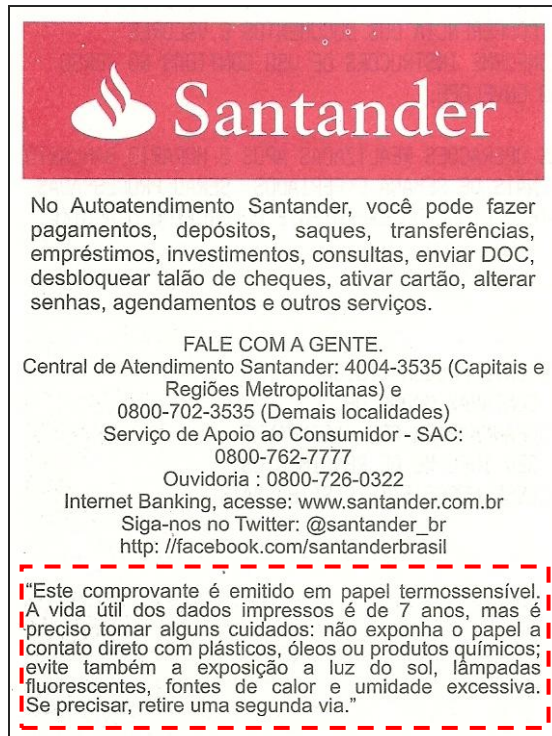 Santander
No Autoatendimento Santander, você pode fazer
pagamentos, depósitos, saques, transferências,
empréstimos, investimentos, consultas, enviar DOC,
desbloquear talão de cheques, ativar cartão, alterar
senhas, agendamentos e outros serviços.
FALE COM A GENTE.
Central de Atendimento Santander: 4004-3535 (Capitais e
Regiões Metropolitanas) e
0800-702-3535 (Demais localidades)
Serviço de Apoio ao Consumidor - SAC:
0800-762-7777
Ouvidoria : 0800-726-0322
Internet Banking, acesse: www.santander.com.br
Siga-nos no Twitter: @santander_br
http: //facebook.com/santanderbrasil
“Este comprovante é emitido em papel termossensível.
A vida útil dos dados impressos é de 7 anos, mas é
preciso tomar alguns cuidados: não exponha o papel a
contato direto com plásticos, óleos ou produtos químicos;
evite também a exposição a luz do sol, lâmpadas
fluorescentes, fontes de calor e umidade excessiva.
Se precisar, retire uma segunda via.”